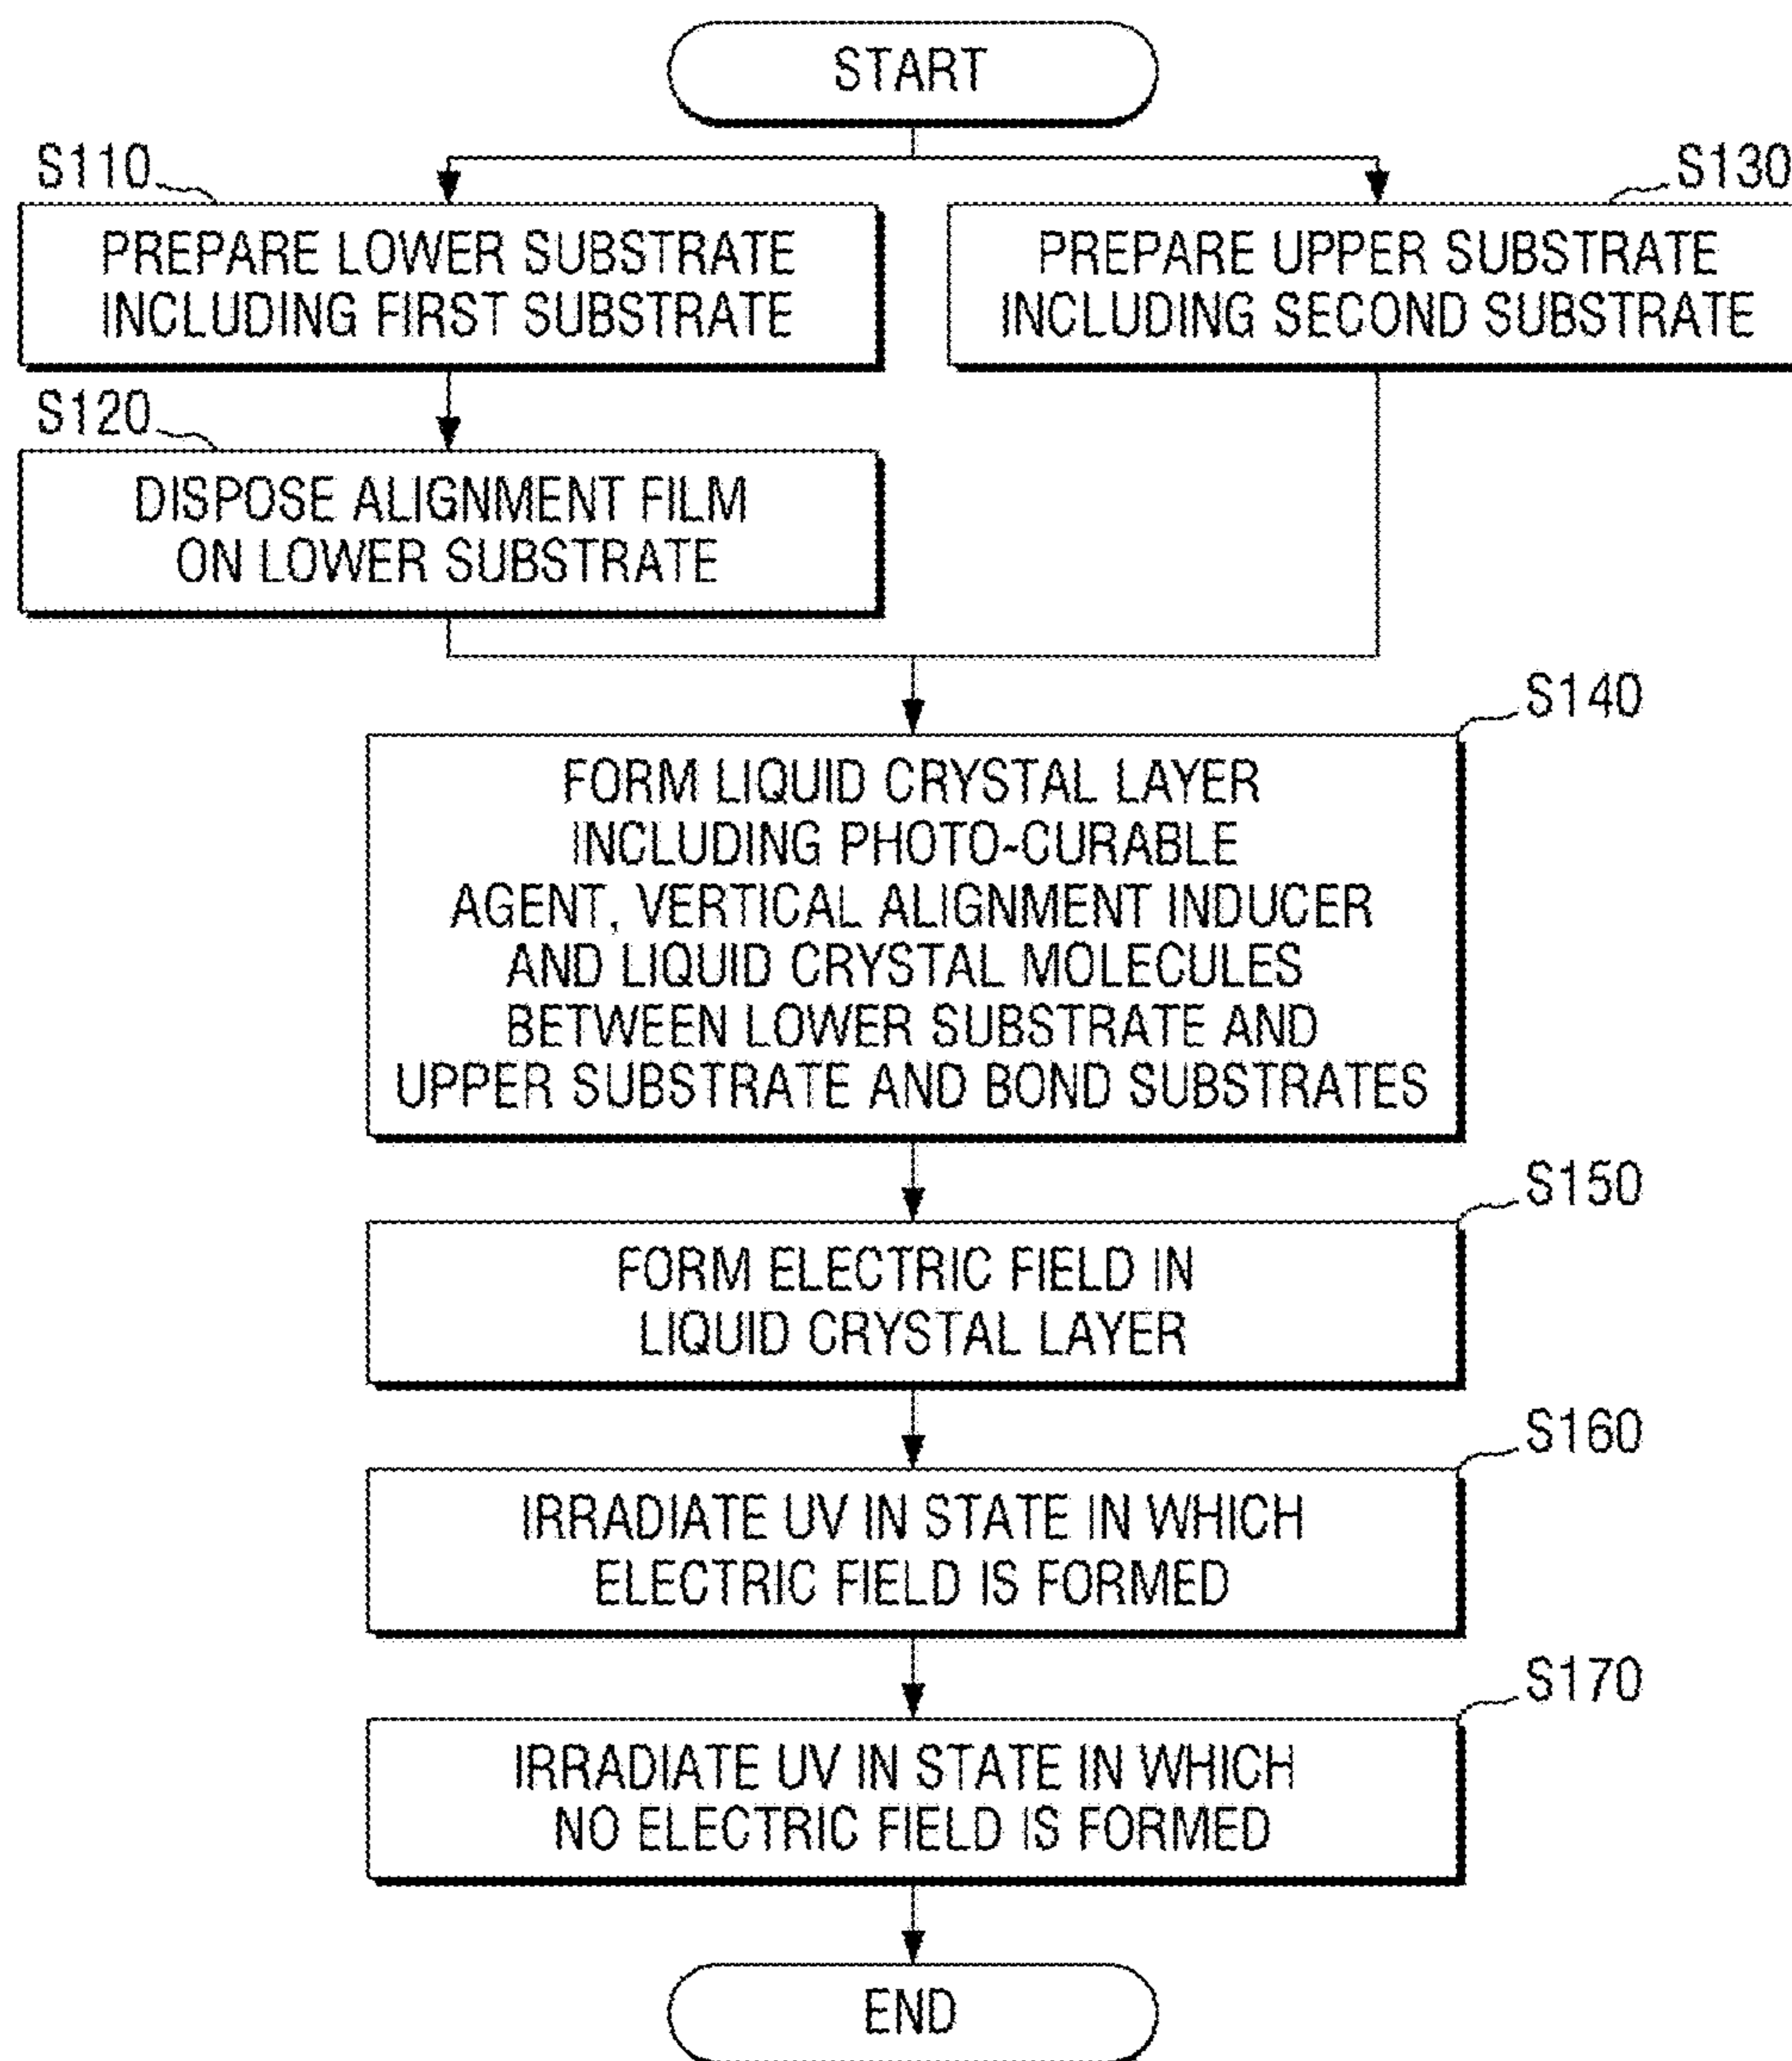 START
S110
PREPARE LOWER SUBSTRATE
INCLUDING FIRST SUBSTRATE
S130
PREPARE UPPER SUBSTRATE
INCLUDING SECOND SUBSTRATE
S120
DISPOSE ALIGNMENT FILM
ON LOWER SUBSTRATE
S140
FORM LIQUID CRYSTAL LAYER
INCLUDING PHOTO-CURABLE
AGENT, VERTICAL ALIGNMENT INDUCER
AND LIQUID CRYSTAL MOLECULES
BETWEEN LOWER SUBSTRATE AND
UPPER SUBSTRATE AND BOND SUBSTRATES
S150
FORM ELECTRIC FIELD IN
LIQUID CRYSTAL LAYER
S160
IRRADIATE UV IN STATE IN WHICH
ELECTRIC FIELD IS FORMED
S170
IRRADIATE UV IN STATE IN WHICH
NO ELECTRIC FIELD IS FORMED
END